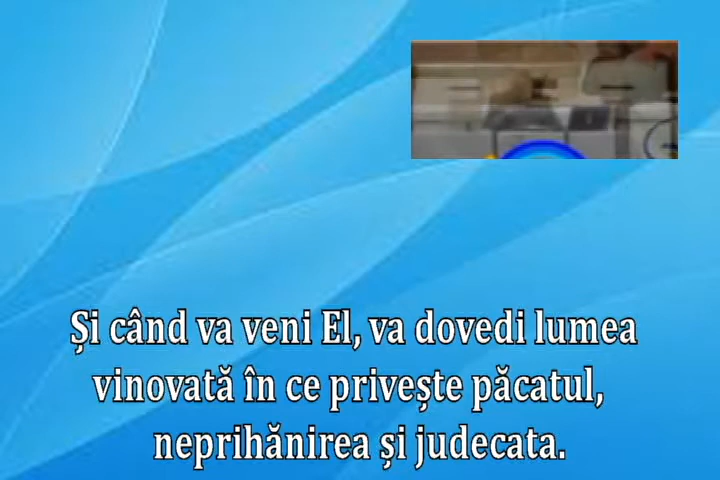 Și când va veni El, va dovedi lumea
vinovată în ce privește păcatul,
neprihănirea și judecata.